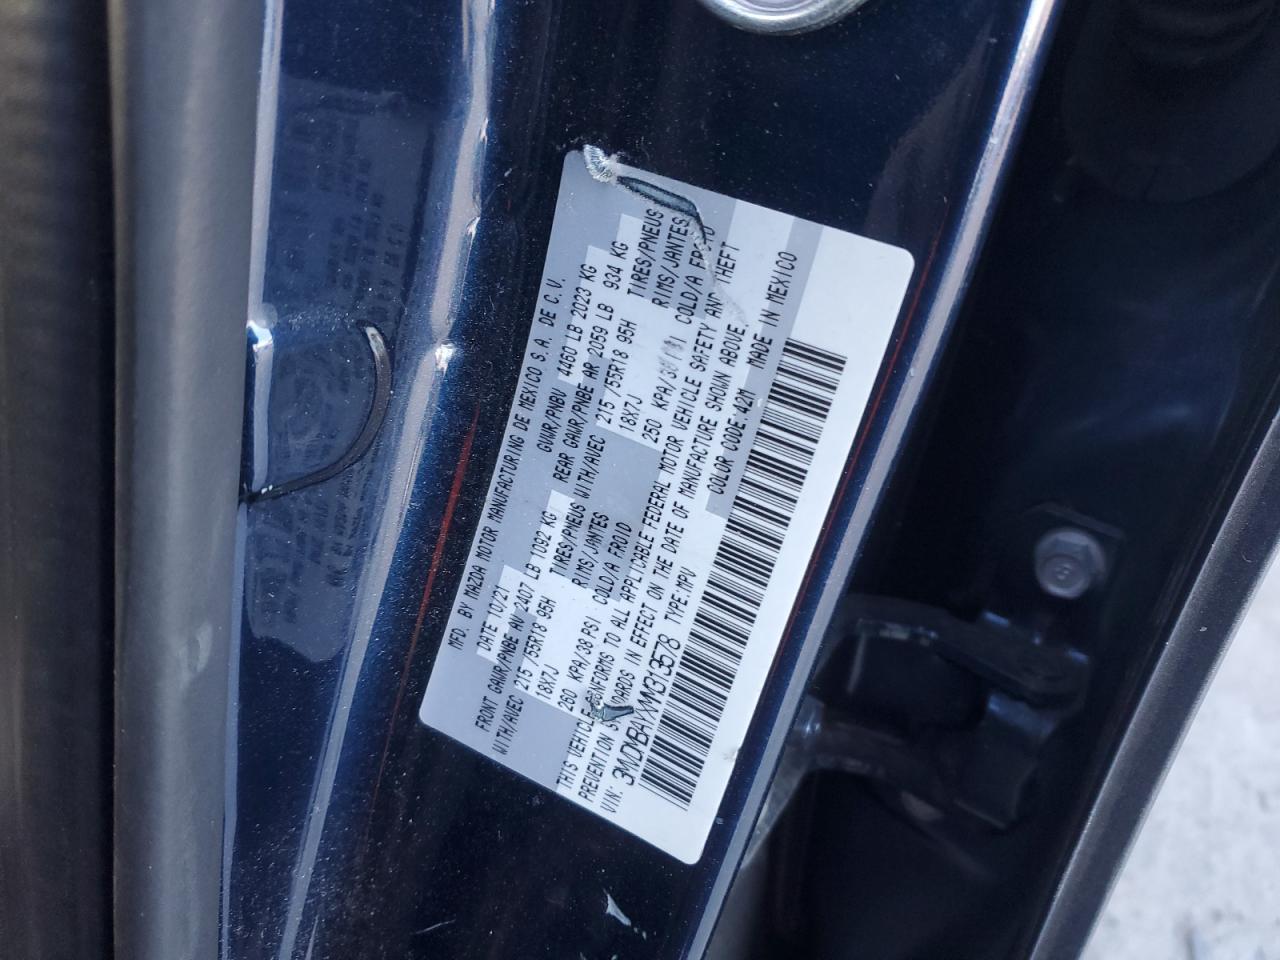 MFD. BY MAZDA MOTOR MANUFACTURING DE MEXICO S.A. DE C.V.
DATE 10/21 GVWR/PNBV 4460 LB 2023 KG
FRONT GAWR/PNBE AV 2407 LB 1092 KG REAR GAWR/PNBE AR 2059 LB 934 KG
WITH/AVEC 215/55R18 95H TIRES/PNEUS WITH/AVEC 215/55R18 95H TIRES/PNEUS
18X7J RIMS/JANTES 18X7J RIMS/JANTES
260 KPA/38 PSI COLD/A FROID 250 KPA/ COLD/A FROID
THIS VEHICLE CONFORMS TO ALL APPLICABLE FEDERAL MOTOR VEHICLE SAFETY AND THEFT
PREVENTION STANDARDS IN EFFECT ON THE DATE OF MANUFACTURE SHOWN ABOVE.
VIN: 3MVDMBAYXNM313578 TYPE:MPV COLOR CODE:42M MADE IN MEXICO